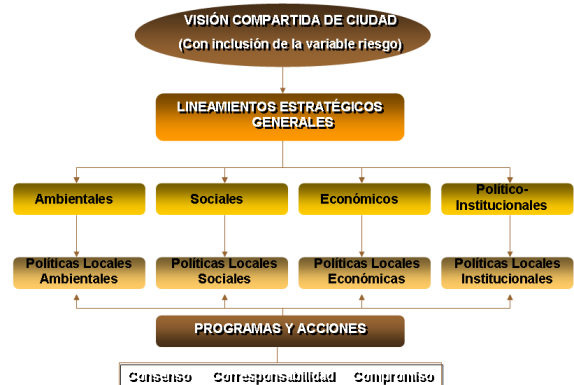 VISIÓN COMPARTIDA DE CIUDAD
(Con inclusión de la variable riesgo)
LINEAMIENTOS ESTRATÉGICOS
GENERALES
Ambientales
Sociales
Económicos
Político-
Institucionales
Políticas Locales
Ambientales
Políticas Locales
Sociales
Políticas Locales
Económicas
Políticas Locales
Institucionales
PROGRAMAS Y ACCIONES
Consenso Corresponsabilidad Compromiso